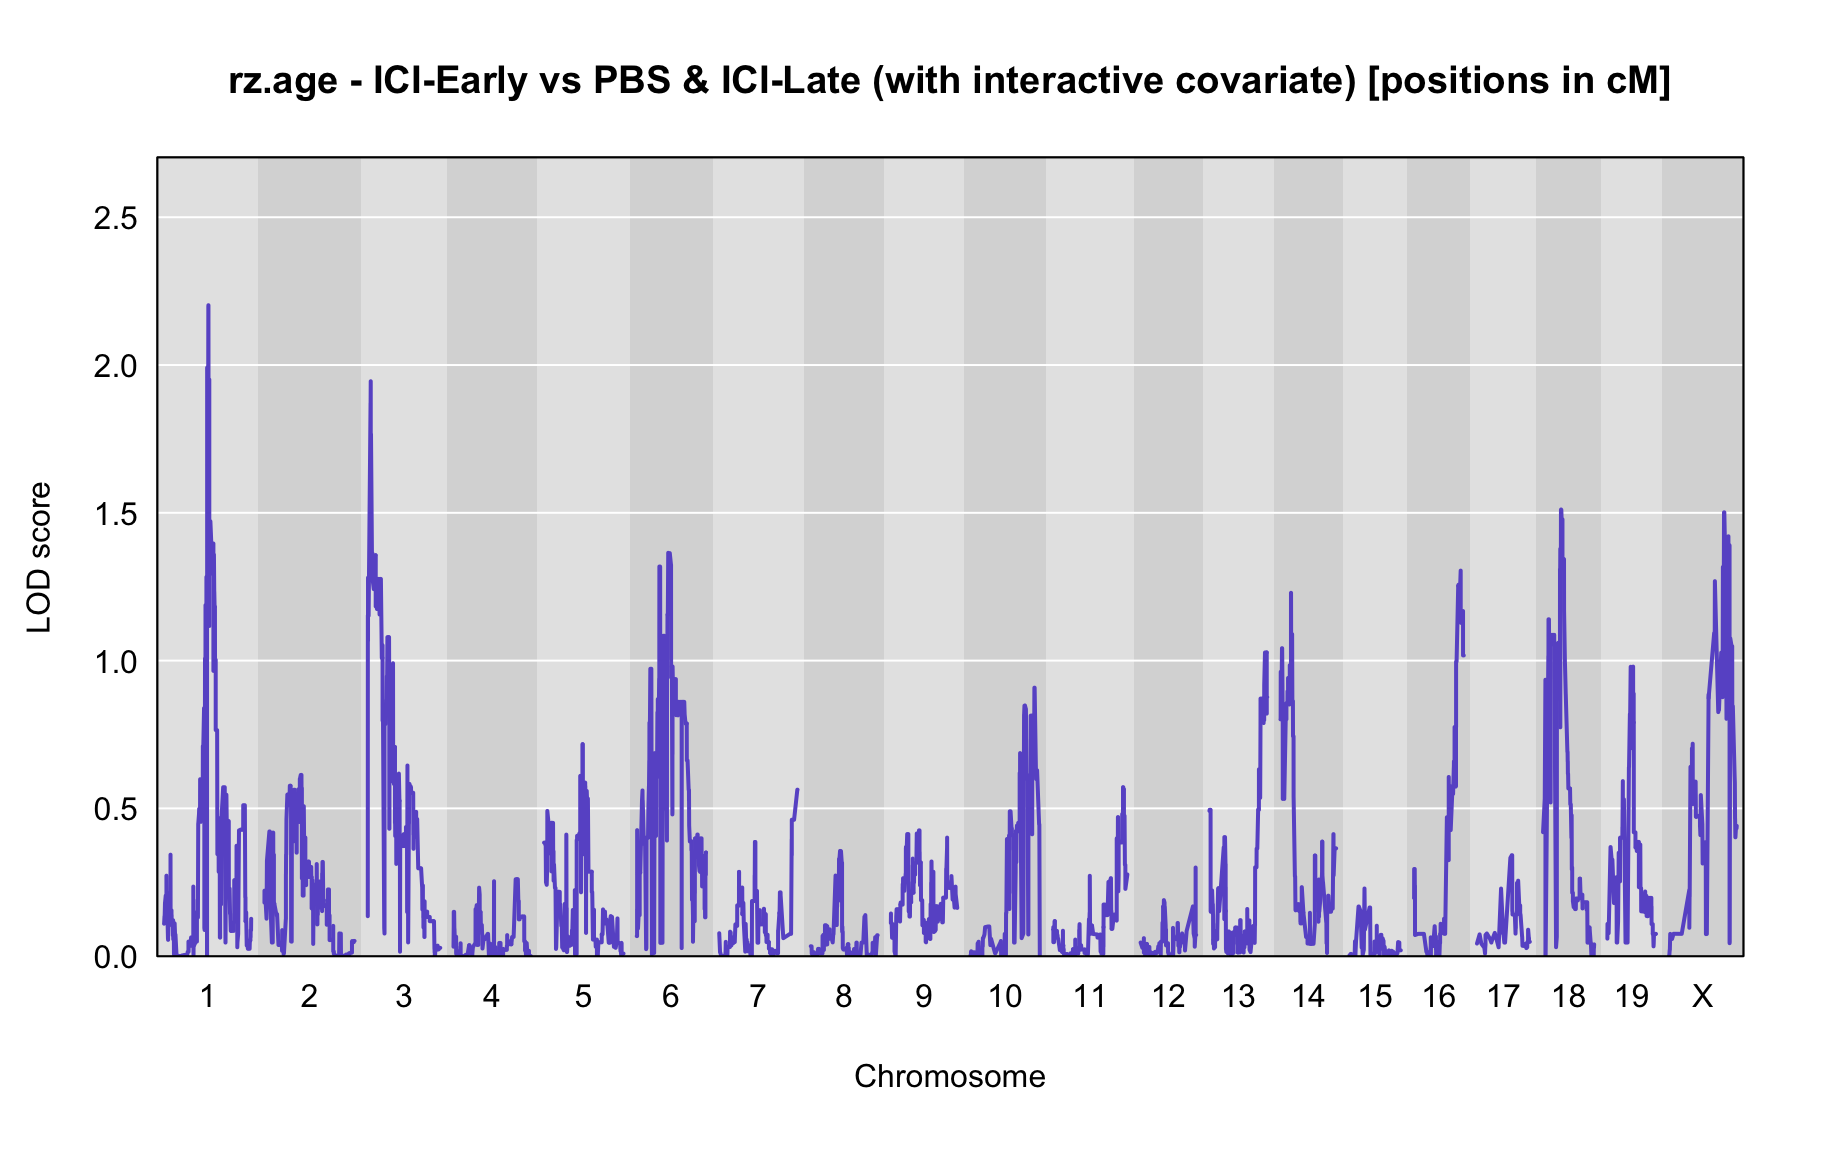 rz.age - ICI-Early vs PBS & ICI-Late (with interactive covariate) [positions in cM]
2.5
2.0
1.5
1.0
0.5
0.0
LOD score
1 2 3 4 5 6 7 8 9 10 11 12 13 14 15 16 17 18 19 X
Chromosome